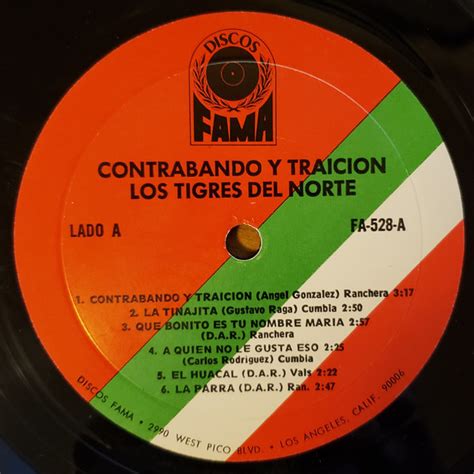 DISCOS
FAMA
CONTRABANDO Y TRAICION
LOS TIGRES DEL NORTE
LADO A
FA-528-A
1. CONTRABANDO Y TRAICION (Angel Gonzalez) Ranchera 3:17
2. LA TINAJITA (Gustavo Raga) Cumbia 2:50
3. QUE BONITO ES TU NOMBRE MARIA 2:57
(D.A.R.) Ranchera
4. A QUIEN NO LE GUSTA ESO 2:25
(Carlos Rodriguez) Cumbia
5. EL HUACAL (D.A.R.) Vals 2:22
6. LA PARRA (D.A.R.) Ran. 2:47
DISCOS FAMA - 2990 WEST PICO BLVD. - LOS ANGELES, CALIF. 90006